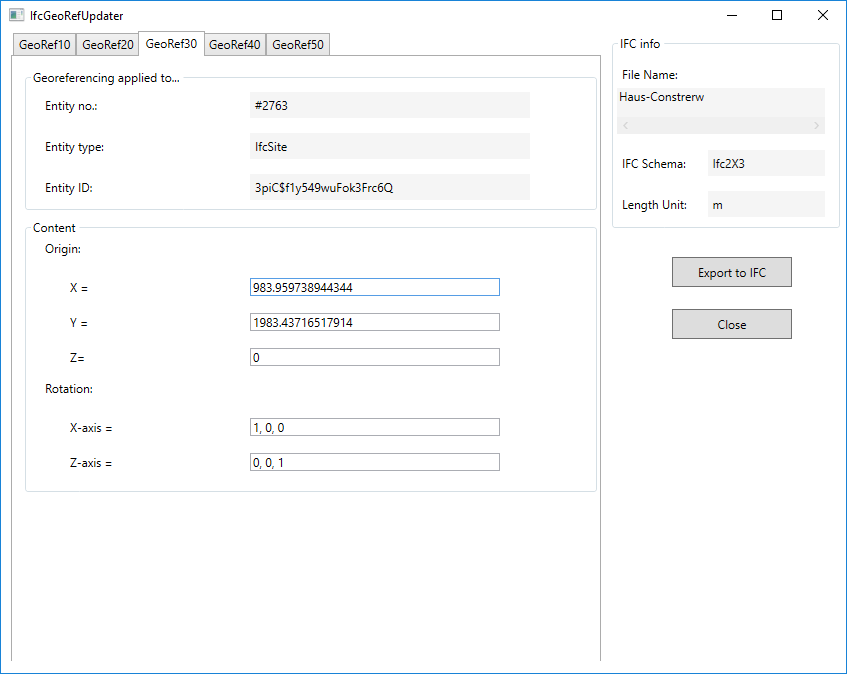 IfcGeoRefUpdater
GeoRef10 GeoRef20 GeoRef30 GeoRef40 GeoRef50
Georeferencing applied to...
Entity no.: #2763
Entity type: IfcSite
Entity ID: 3piC$f1y549wuFok3Frc6Q
Content
Origin:
X = 983.959738944344
Y = 1983.43716517914
Z= 0
Rotation:
X-axis = 1, 0, 0
Z-axis = 0, 0, 1
IFC info
File Name:
Haus-Constrerw
IFC Schema: Ifc2X3
Length Unit: m
Export to IFC
Close